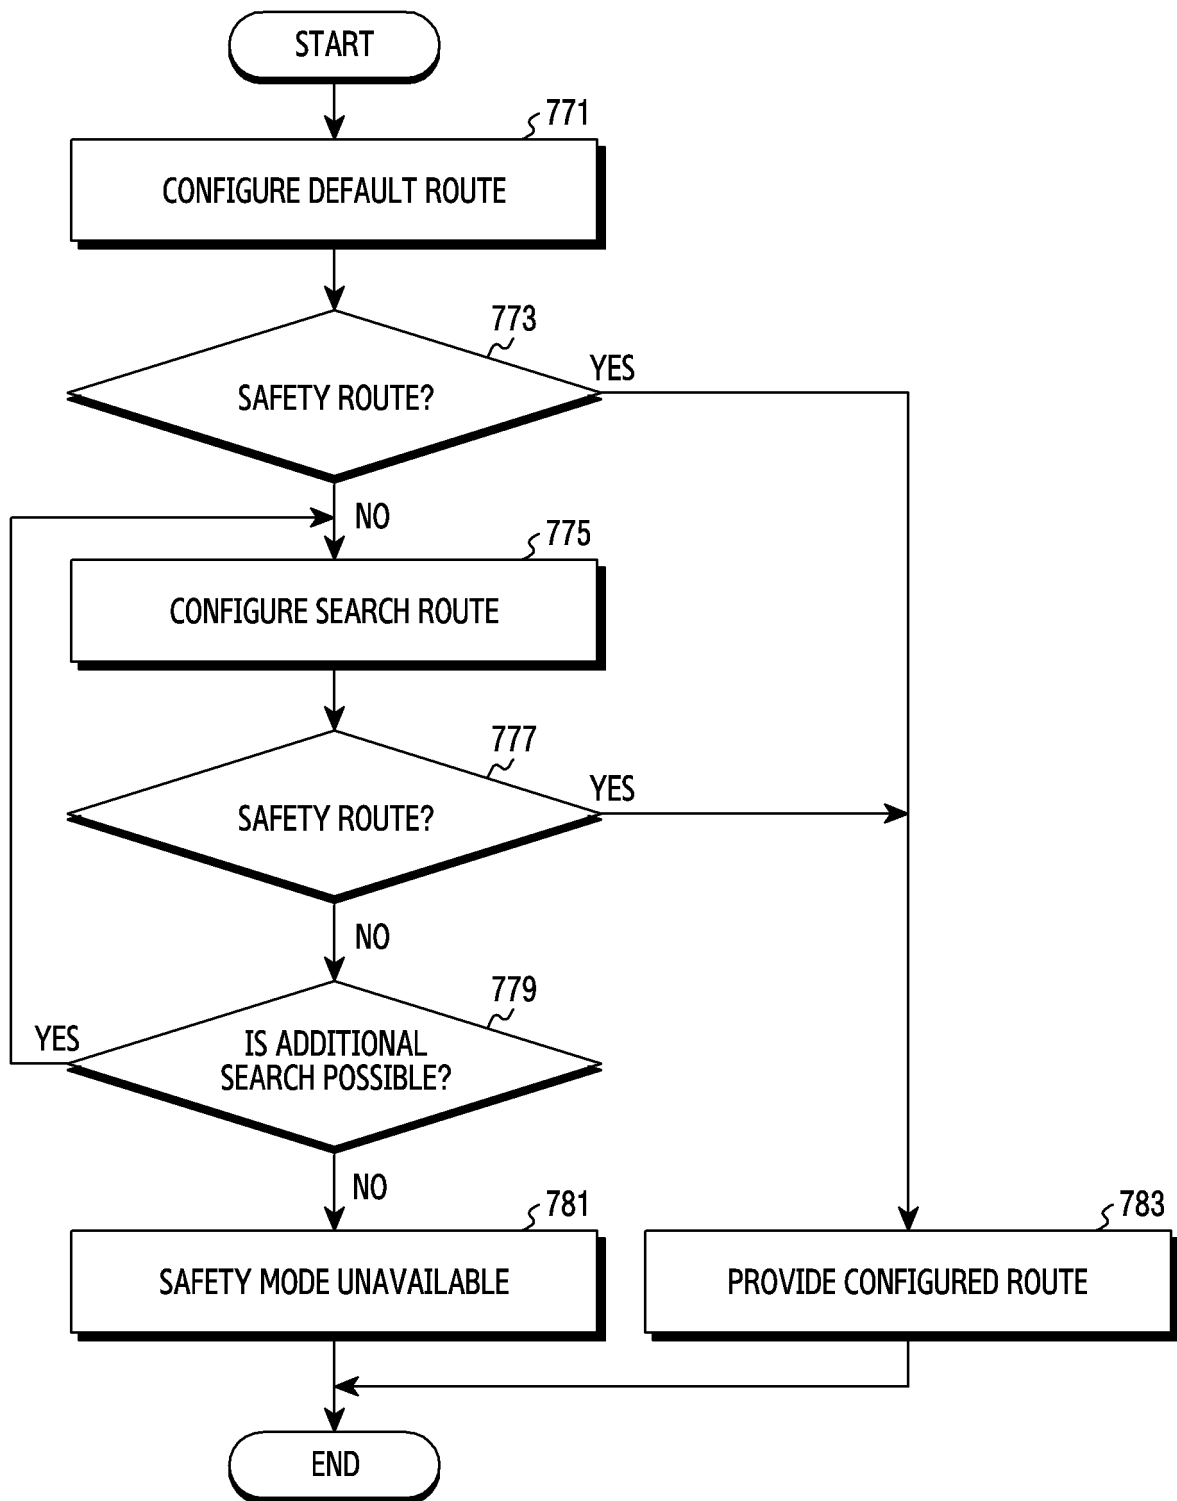 START
771
CONFIGURE DEFAULT ROUTE
773
SAFETY ROUTE?
YES
NO
775
CONFIGURE SEARCH ROUTE
777
SAFETY ROUTE?
YES
NO
779
IS ADDITIONAL
SEARCH POSSIBLE?
YES
NO
781
SAFETY MODE UNAVAILABLE
783
PROVIDE CONFIGURED ROUTE
END